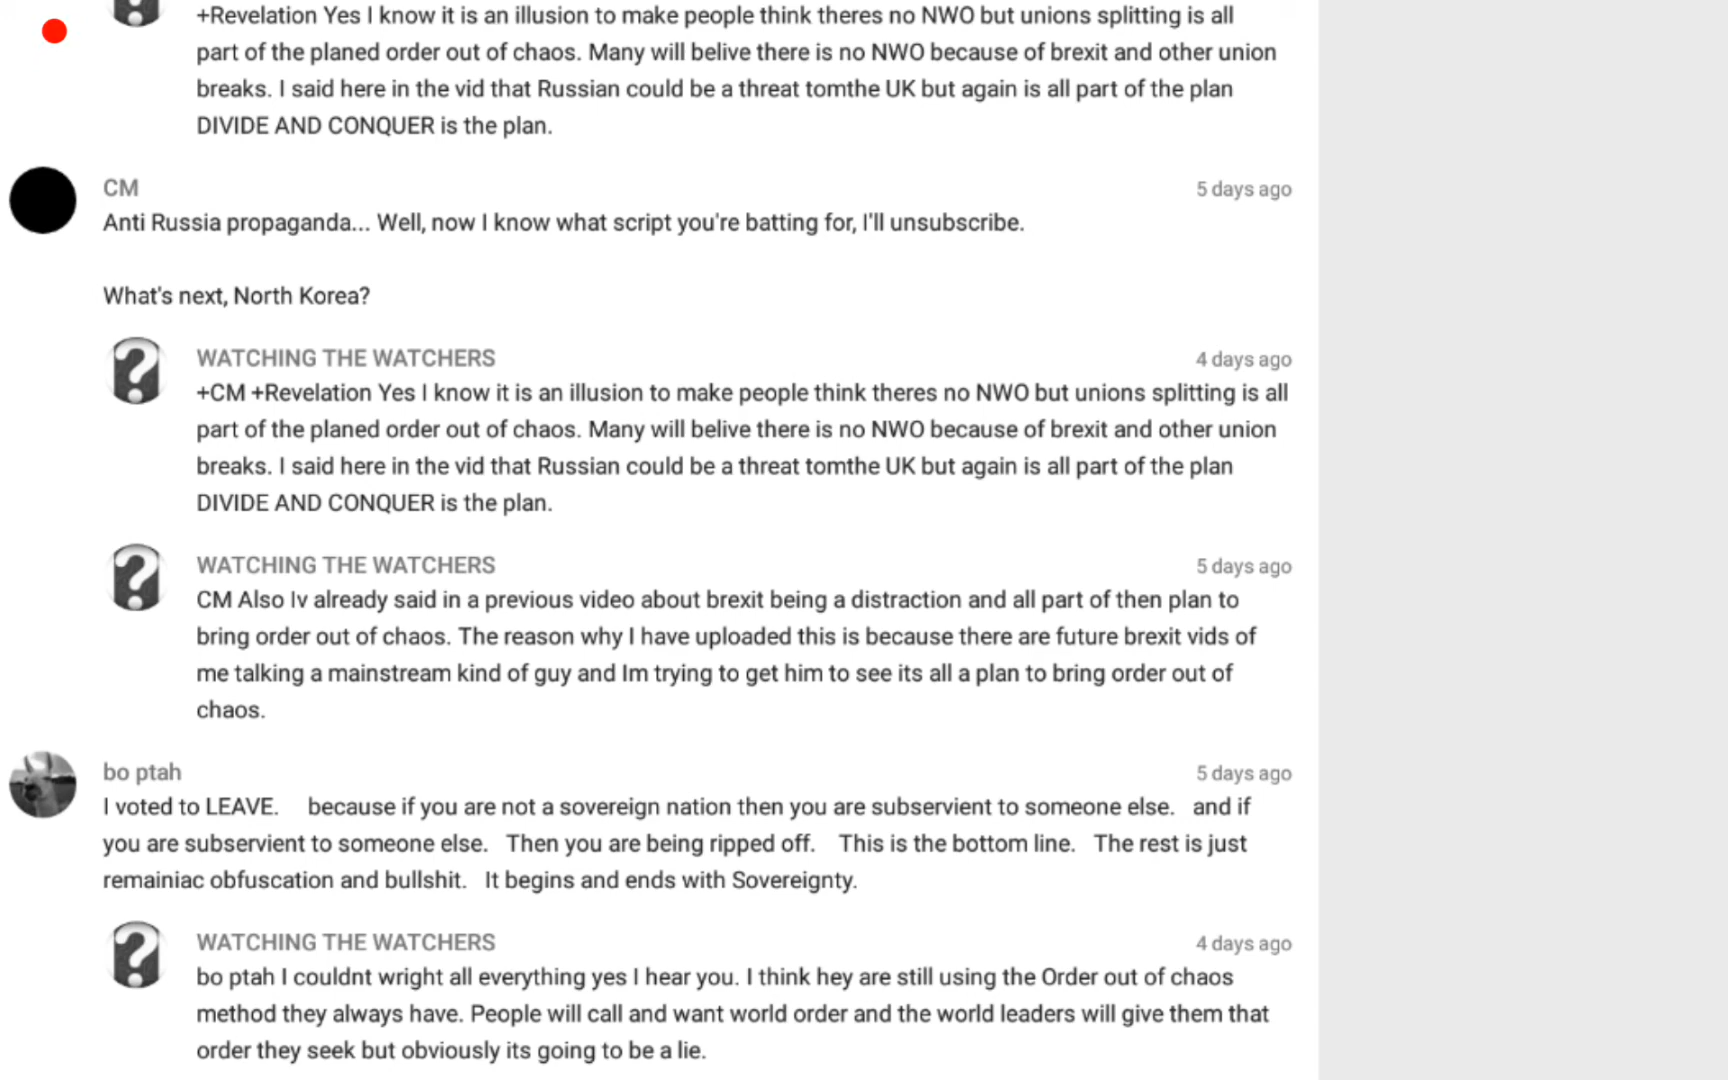 +Revelation Yes I know it is an illusion to make people think theres no NWO but unions splitting is all
part of the planed order out of chaos. Many will belive there is no NWO because of brexit and other union
breaks. I said here in the vid that Russian could be a threat tomthe UK but again is all part of the plan
DIVIDE AND CONQUER is the plan.
CM 5 days ago
Anti Russia propaganda... Well, now I know what script you're batting for, I'll unsubscribe.
What's next, North Korea?
WATCHING THE WATCHERS 4 days ago
+CM +Revelation Yes I know it is an illusion to make people think theres no NWO but unions splitting is all
part of the planed order out of chaos. Many will belive there is no NWO because of brexit and other union
breaks. I said here in the vid that Russian could be a threat tomthe UK but again is all part of the plan
DIVIDE AND CONQUER is the plan.
WATCHING THE WATCHERS 5 days ago
CM Also Iv already said in a previous video about brexit being a distraction and all part of then plan to
bring order out of chaos. The reason why I have uploaded this is because there are future brexit vids of
me talking a mainstream kind of guy and Im trying to get him to see its all a plan to bring order out of
chaos.
bo ptah 5 days ago
I voted to LEAVE. because if you are not a sovereign nation then you are subservient to someone else. and if
you are subservient to someone else. Then you are being ripped off. This is the bottom line. The rest is just
remainiac obfuscation and bullshit. It begins and ends with Sovereignty.
WATCHING THE WATCHERS 4 days ago
bo ptah I couldnt wright all everything yes I hear you. I think hey are still using the Order out of chaos
method they always have. People will call and want world order and the world leaders will give them that
order they seek but obviously its going to be a lie.